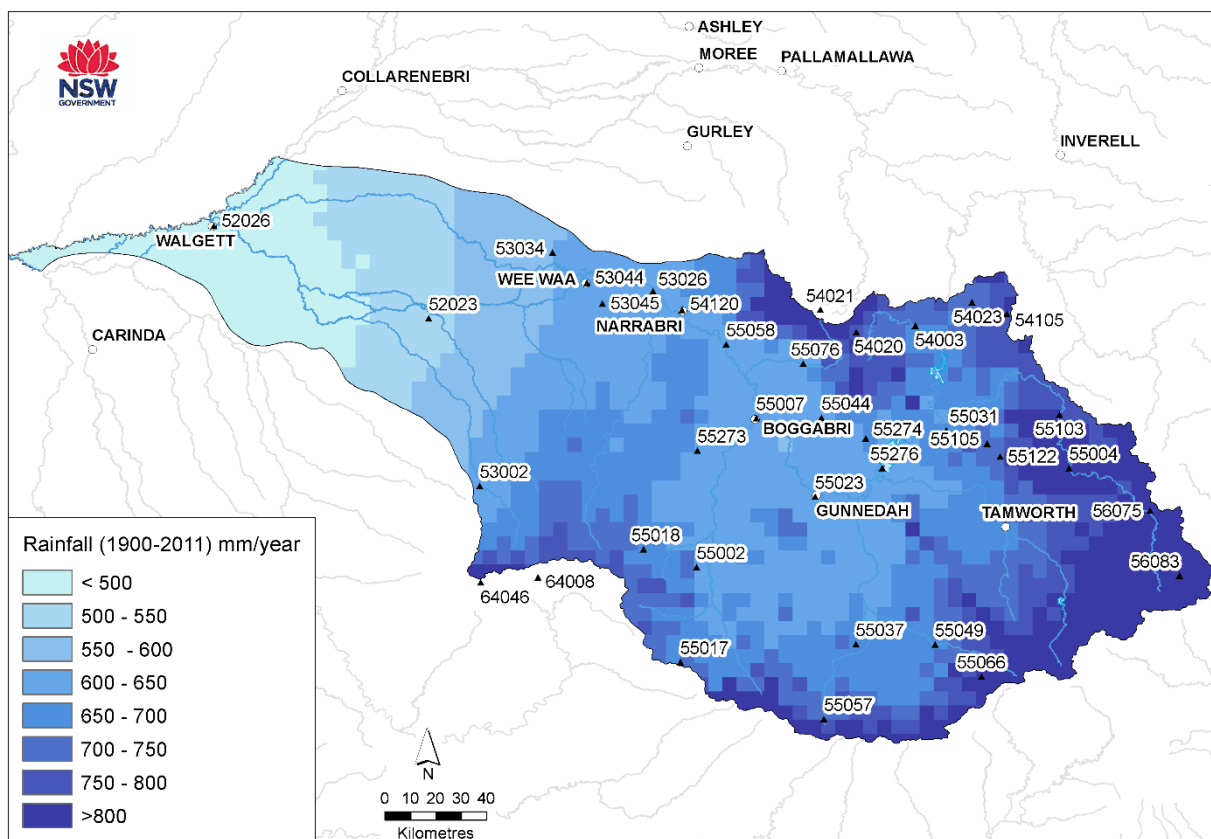 ASHLEY
MOREE
PALLAMALLAWA
COLLARENEBRI
NSW
GOVERNMENT
GURLEY
INVERELL
52026
WALGETT
53034
WEE WAA
53044
53026
53045
54120
NARRABRI
54021
54023
54105
52023
55058
54020
54003
CARINDA
55076
55007
55044
BOGGABRI
55031
55103
55274
55105
55273
55276
55122
55004
53002
55023
GUNNEDAH
TAMWORTH
56075
55018
55002
56083
64008
64046
55037
55049
55017
55066
55057
Rainfall (1900-2011) mm/year
< 500
500 - 550
550 - 600
600 - 650
650 - 700
700 - 750
750 - 800
>800
N
0 10 20 30 40
Kilometres